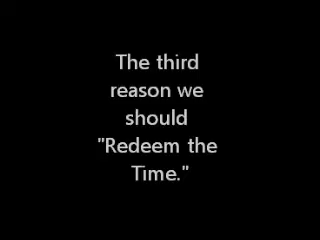 The third
reason we
should
"Redeem the
Time."